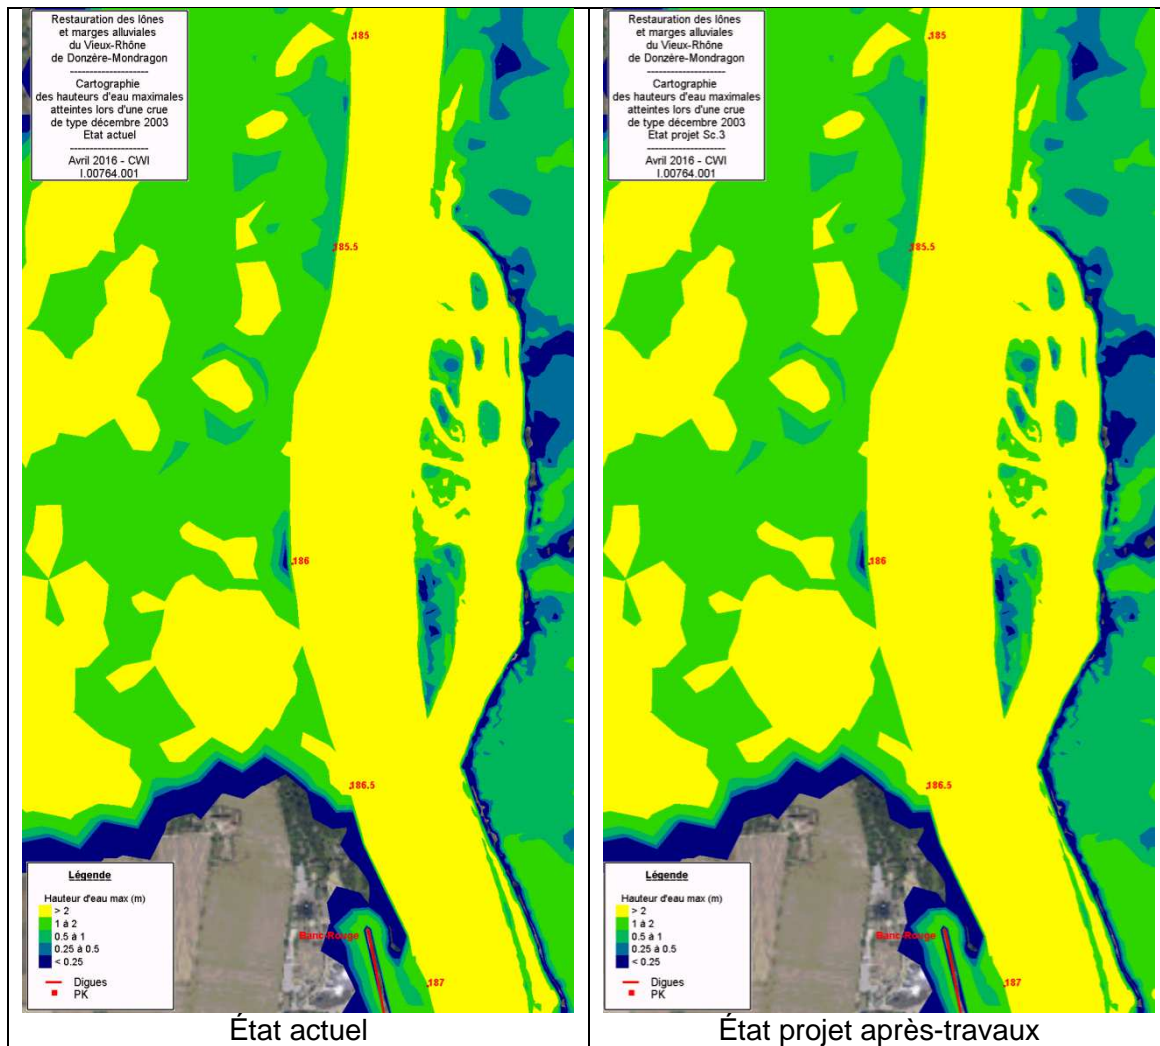 Restauration des lônes
et marges alluviales
du Vieux-Rhône
de Donzère-Mondragon
--------------------
Cartographie
des hauteurs d'eau maximales
atteintes lors d'une crue
de type décembre 2003
Etat actuel
--------------------
Avril 2016 - CWI
I.00764.001
185
185.5
186
186.5
Banc-Rouge
187
Légende
Hauteur d'eau max (m)
> 2
1 à 2
0.5 à 1
0.25 à 0.5
< 0.25
Digues
PK
État actuel
Restauration des lônes
et marges alluviales
du Vieux-Rhône
de Donzère-Mondragon
--------------------
Cartographie
des hauteurs d'eau maximales
atteintes lors d'une crue
de type décembre 2003
Etat projet Sc.3
--------------------
Avril 2016 - CWI
I.00764.001
185
185.5
186
186.5
Banc-Rouge
187
Légende
Hauteur d'eau max (m)
> 2
1 à 2
0.5 à 1
0.25 à 0.5
< 0.25
Digues
PK
État projet après-travaux